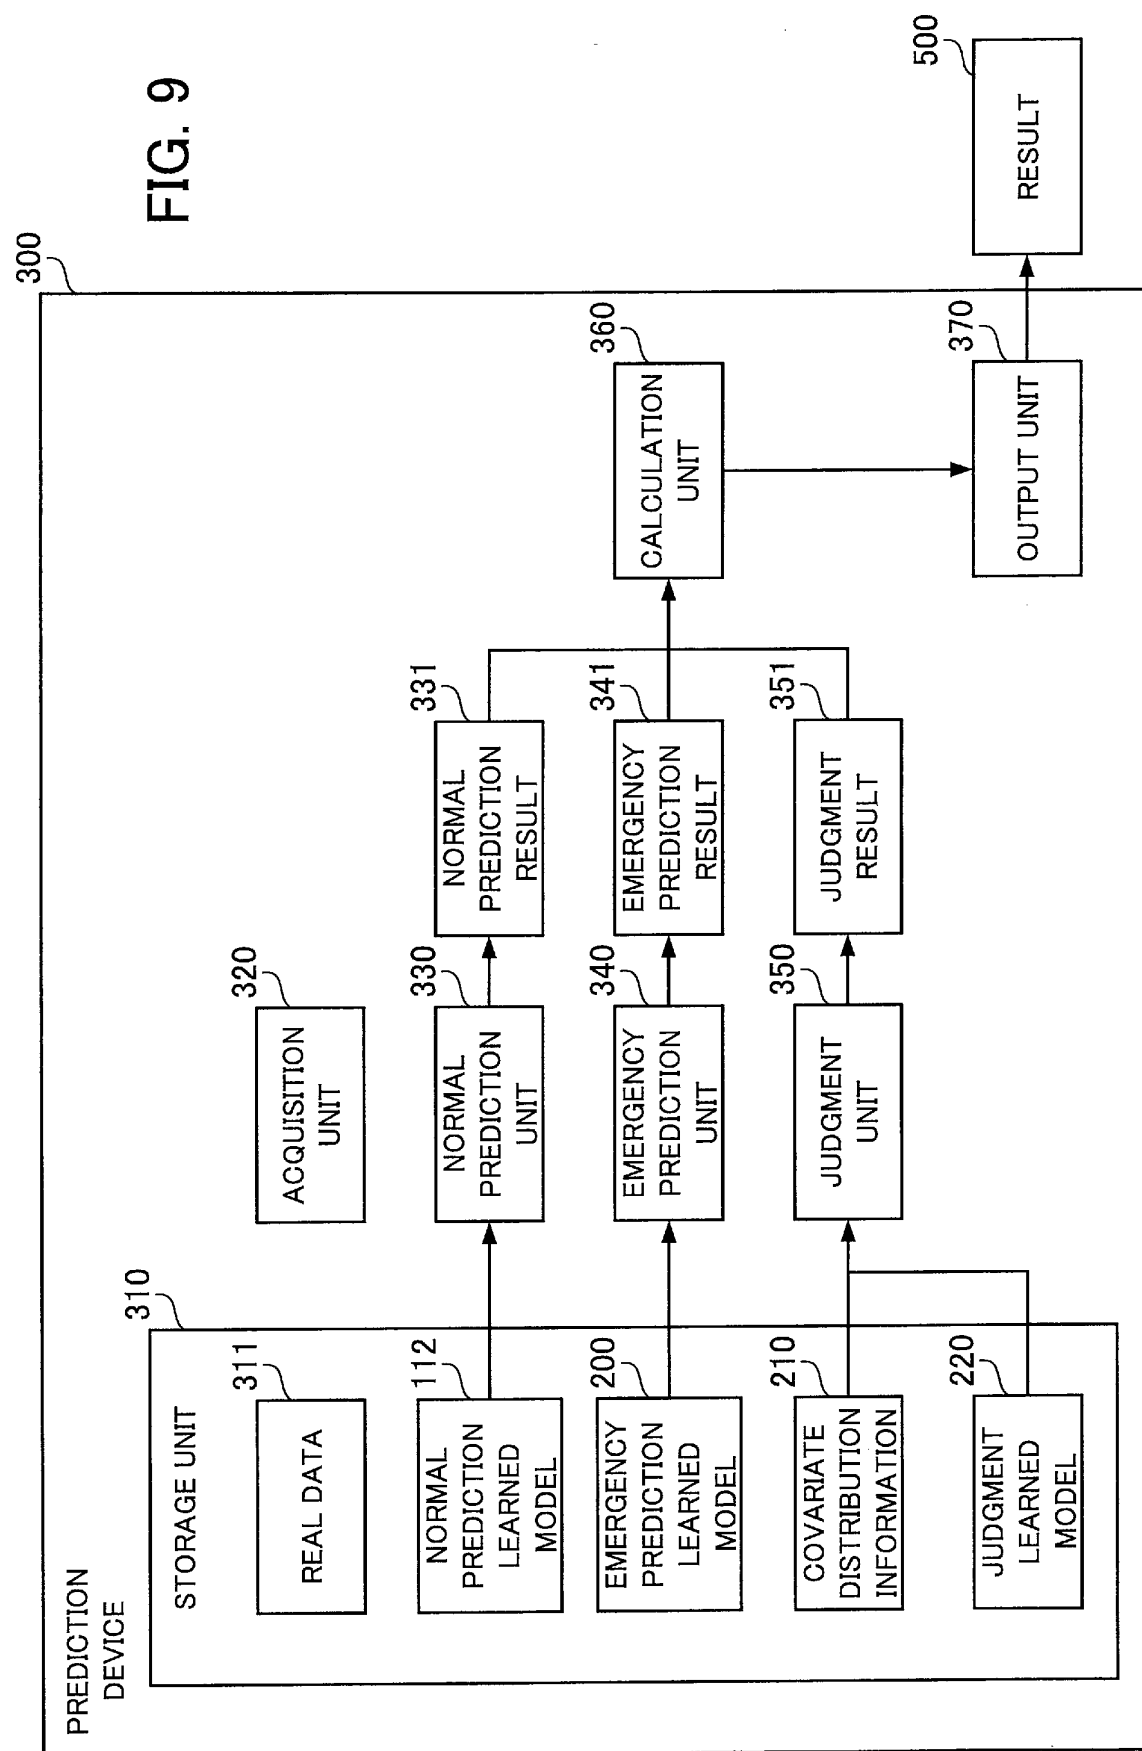 FIG. 9
300
PREDICTION
DEVICE
310
STORAGE UNIT
311
REAL DATA
112
NORMAL
PREDICTION
LEARNED
MODEL
200
EMERGENCY
PREDICTION
LEARNED
MODEL
210
COVARIATE
DISTRIBUTION
INFORMATION
220
JUDGMENT
LEARNED
MODEL
320
ACQUISITION
UNIT
330
NORMAL
PREDICTION
UNIT
340
EMERGENCY
PREDICTION
UNIT
350
JUDGMENT
UNIT
331
NORMAL
PREDICTION
RESULT
341
EMERGENCY
PREDICTION
RESULT
351
JUDGMENT
RESULT
360
CALCULATION
UNIT
370
OUTPUT UNIT
500
RESULT